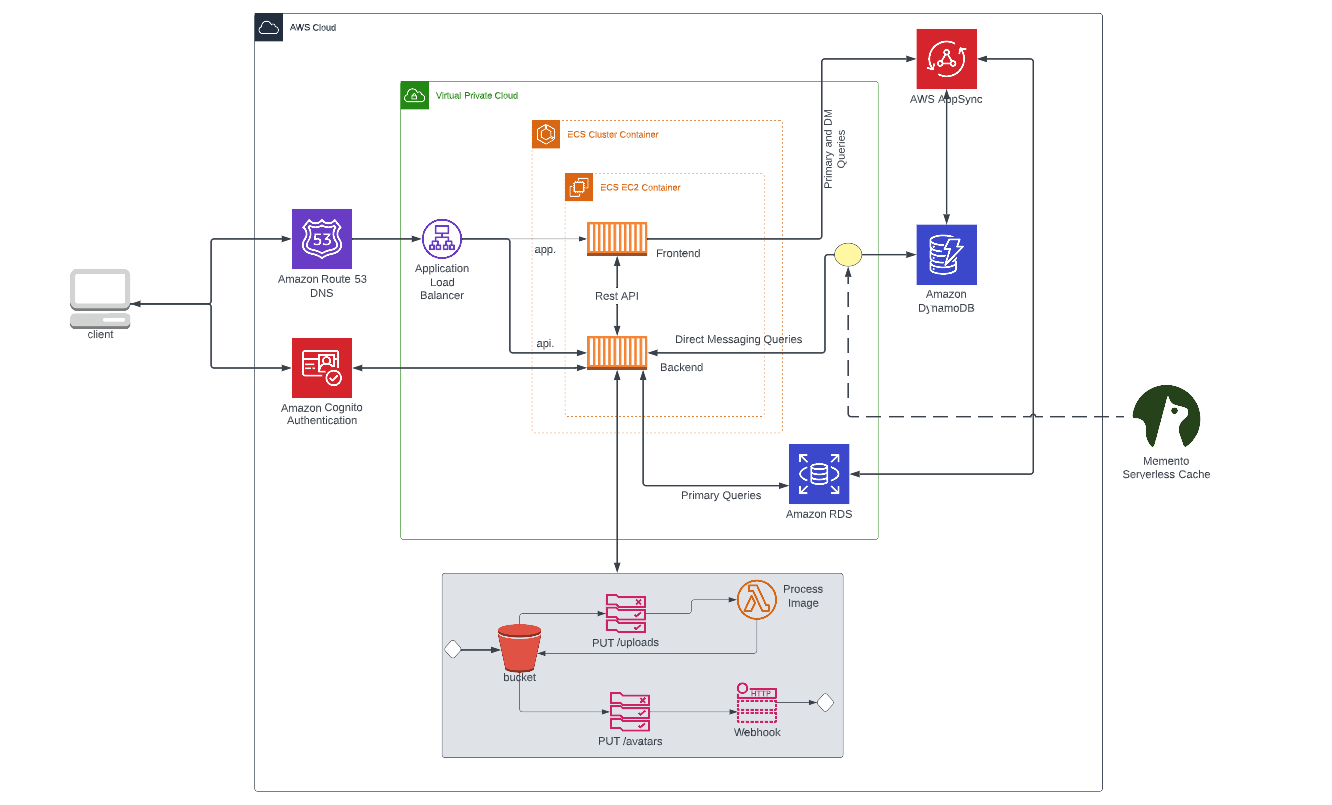 AWS Cloud
AWS AppSync
Virtual Private Cloud
Primary and DM
Queries
ECS Cluster Container
ECS EC2 Container
53
Amazon Route 53
DNS
Application
Load
Balancer
app.
Frontend
Rest API
Amazon
DynamoDB
client
api.
Direct Messaging Queries
Backend
Amazon Cognito
Authentication
Memento
Serverless Cache
Primary Queries
Amazon RDS
Process
Image
PUT /uploads
bucket
HTTP
PUT /avatars
Webhook